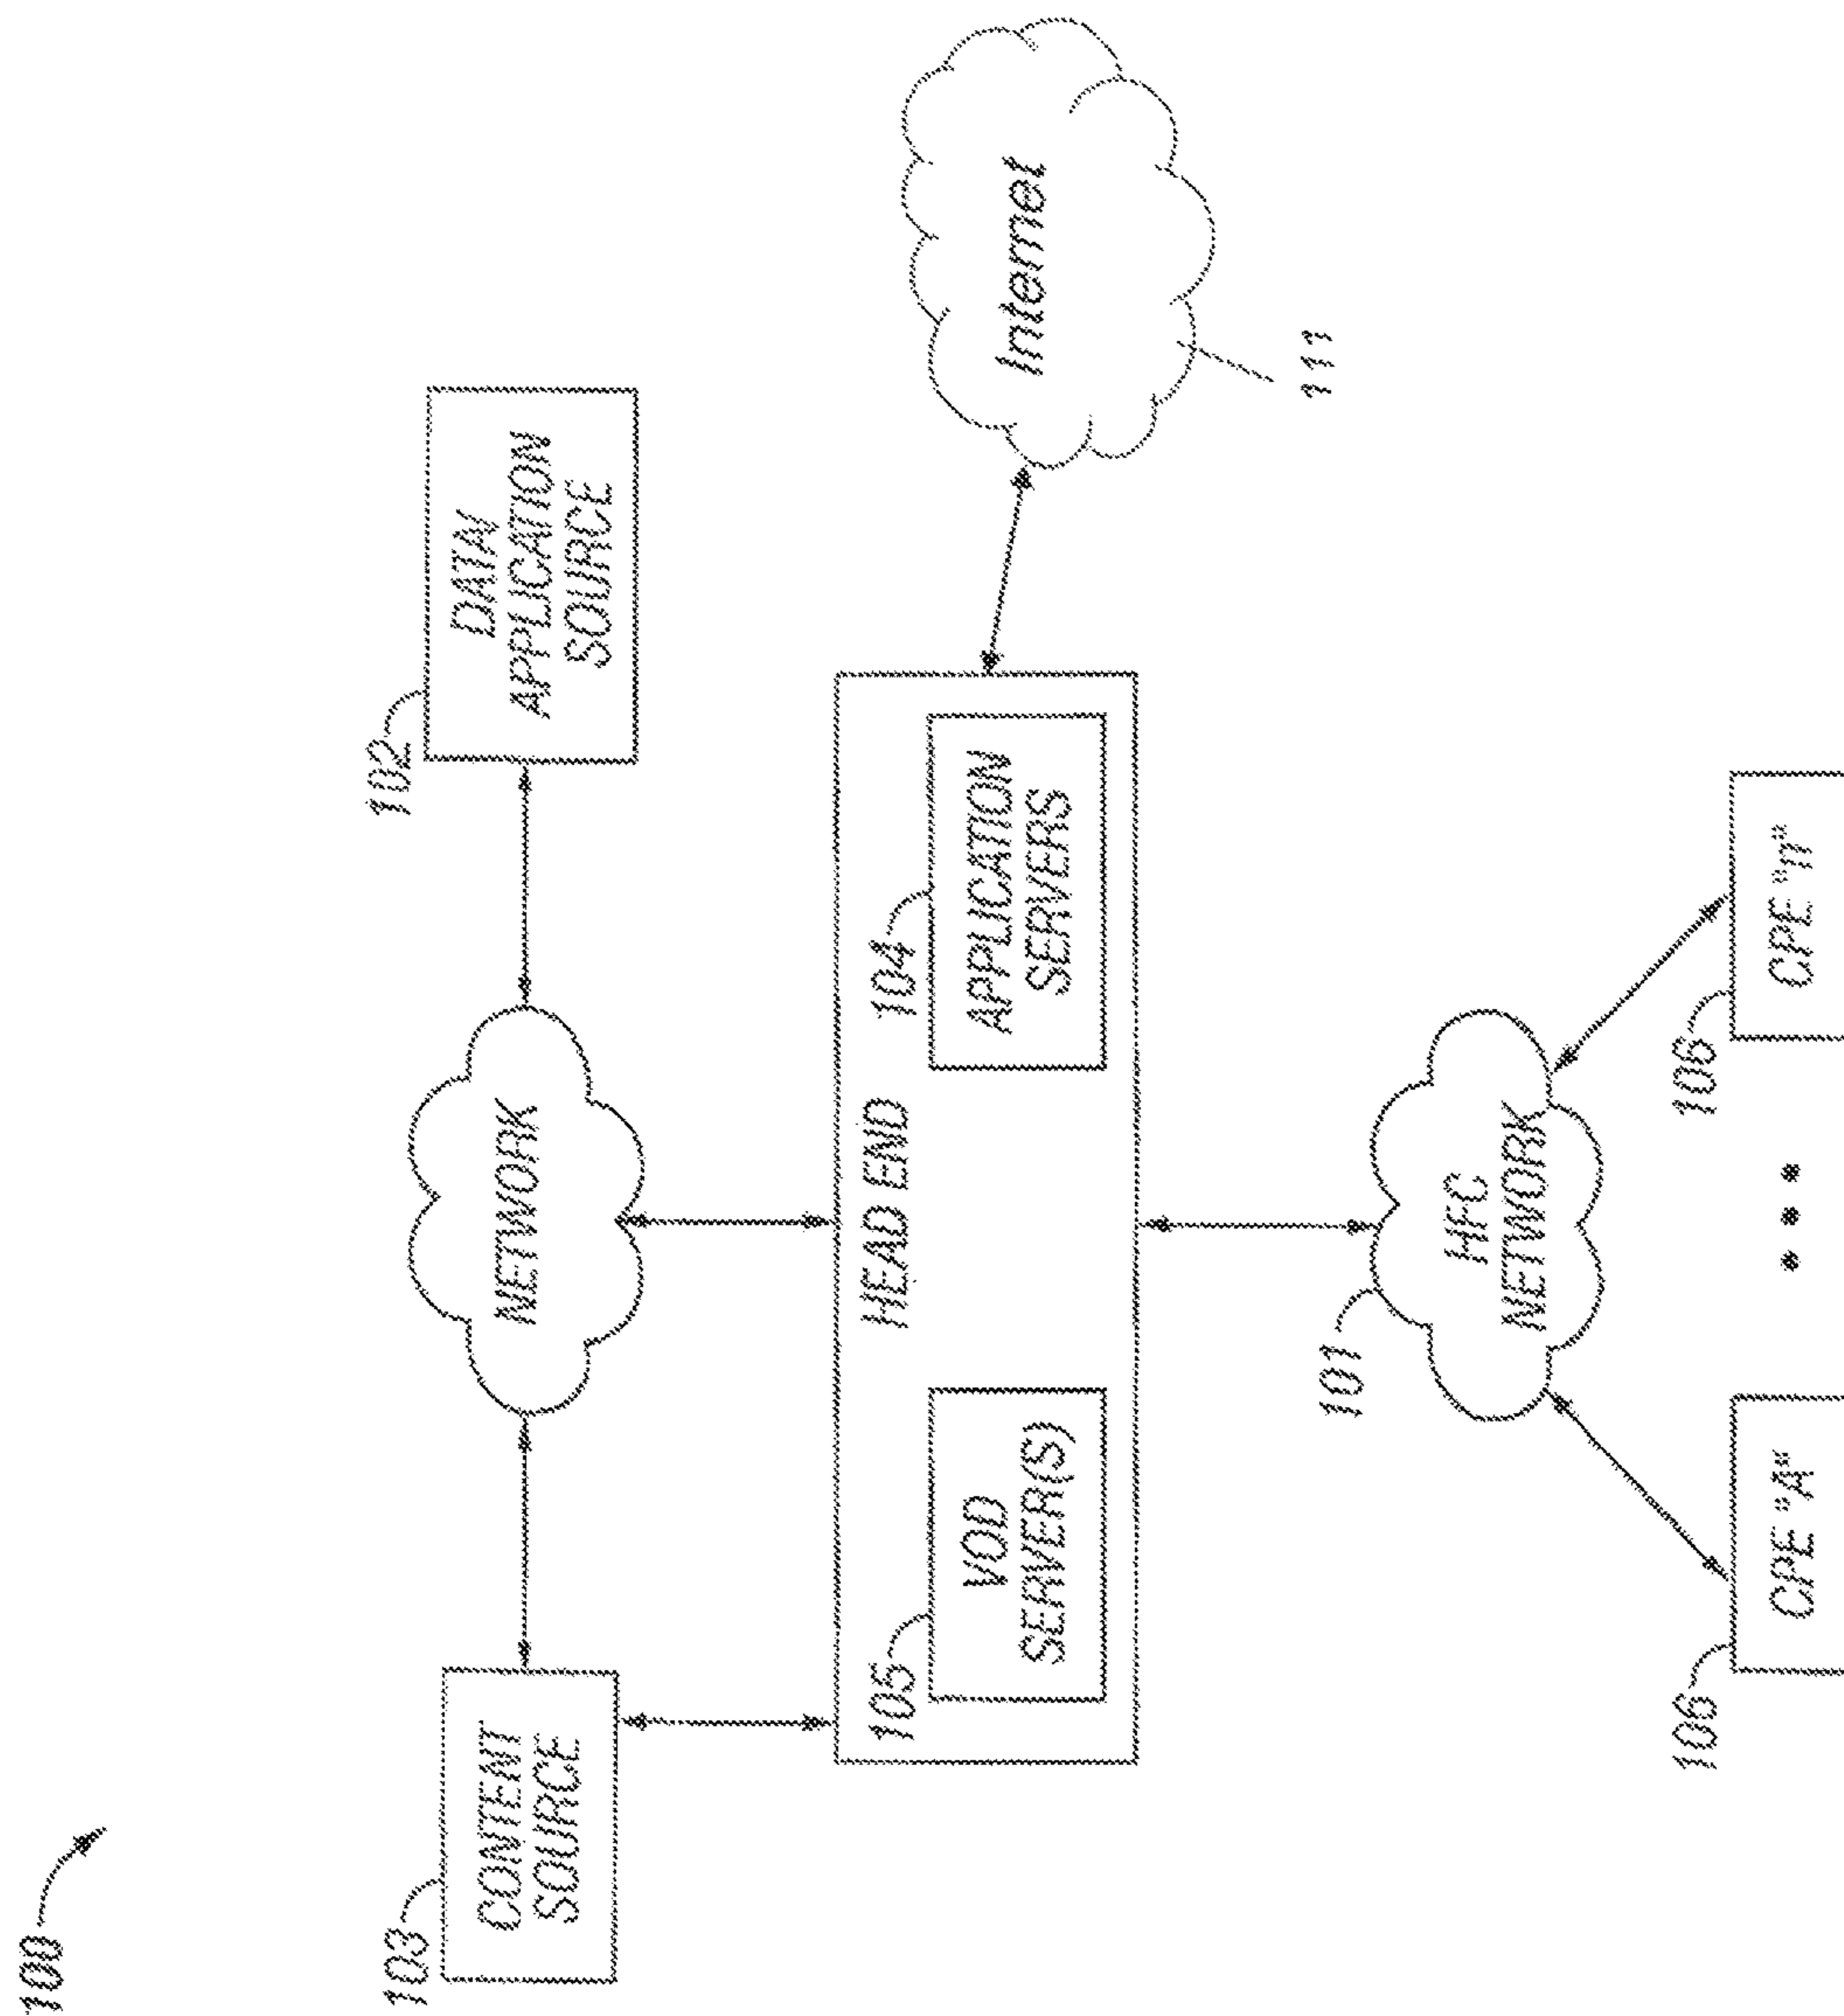 100
103
CONTENT
SOURCE
NETWORK
102
DATA/
APPLICATION
SOURCE
HEAD END
105
VOD
SERVER(S)
104
APPLICATION
SERVERS
Internet
111
101
HFC
NETWORK
106
CPE "A"
106
CPE "n"